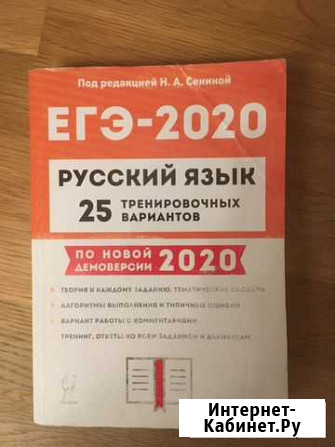 Под редакцией Н. А. Сениной
ЕГЭ-2020
РУССКИЙ ЯЗЫК
25 ТРЕНИРОВОЧНЫХ
ВАРИАНТОВ
ПО НОВОЙ
ДЕМОВЕРСИИ 2020
ТЕОРИЯ К КАЖДОМУ ЗАДАНИЮ, ТЕМАТИЧЕСКИЕ СЛОВАРИ
АЛГОРИТМЫ ВЫПОЛНЕНИЯ И ТИПИЧНЫЕ ОШИБКИ
ВАРИАНТ РАБОТЫ С КОММЕНТАРИЯМИ
ТРЕНИНГ, ОТВЕТЫ КО ВСЕМ ЗАДАНИЯМ И ВАРИАНТАМ
Интернет-
Кабинет.Ру